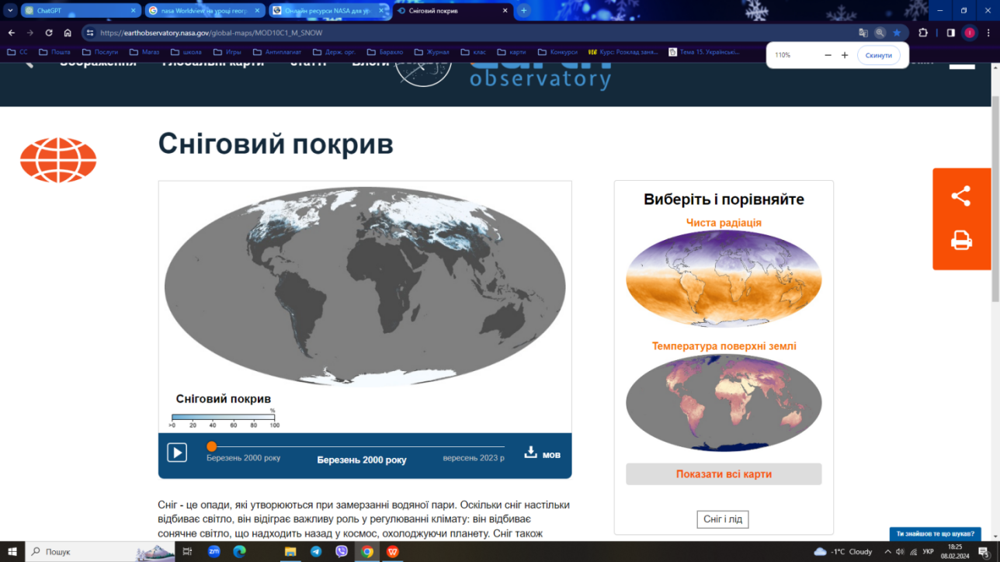 ChatGPT
nasa Worldview на уроці геогр
Онлайн ресурси NASA для ур
Сніговий покрив
https://earthobservatory.nasa.gov/global-maps/MOD10C1_M_SNOW
СС Пошта Послуги Магаз школа Игры Антиплагиат Держ. орг. Барахло Журнал клас карти Конкурси Курс: Розклад заня... Тема 15. Українські...
110%
Скинути
Глобальні карти
observatory
Сніговий покрив
Сніговий покрив
%
>0 20 40 60 80 100
Березень 2000 року
Березень 2000 року
вересень 2023 р
мов
Виберіть і порівняйте
Чиста радіація
Температура поверхні землі
Показати всі карти
Сніг і лід
Сніг - це опади, які утворюються при замерзанні водяної пари. Оскільки сніг настільки
відбиває світло, він відіграє важливу роль у регулюванні клімату: він відбиває
сонячне світло, що надходить назад у космос, охолоджуючи планету. Сніг також
Ти знайшов те що шукав?
Пошук
zm
-1°C Cloudy
УКР
18:25
08.02.2024